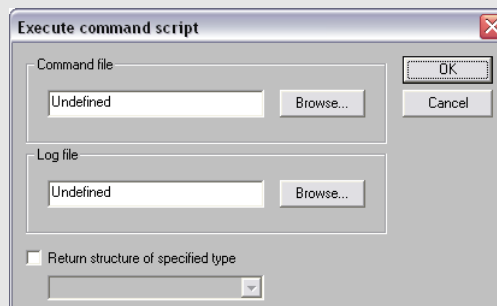 Execute command script
Command file
Undefined
Browse...
OK
Cancel
Log file
Undefined
Browse...
Return structure of specified type